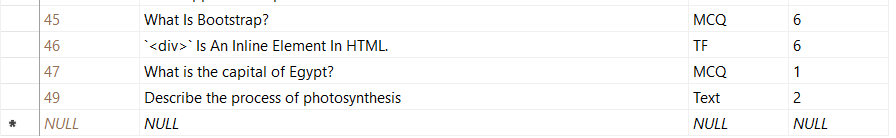 45 What Is Bootstrap? MCQ 6
46 `<div>` Is An Inline Element In HTML. TF 6
47 What is the capital of Egypt? MCQ 1
49 Describe the process of photosynthesis Text 2
* NULL NULL NULL NULL